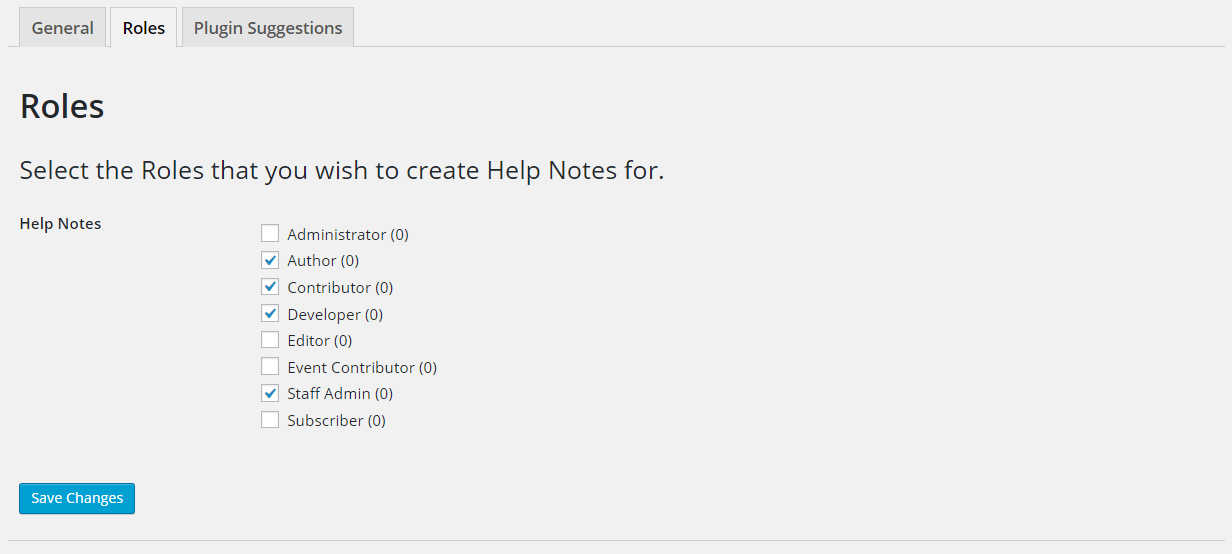 General Roles Plugin Suggestions
Roles
Select the Roles that you wish to create Help Notes for.
Help Notes
Administrator (0)
Author (0)
Contributor (0)
Developer (0)
Editor (0)
Event Contributor (0)
Staff Admin (0)
Subscriber (0)
Save Changes